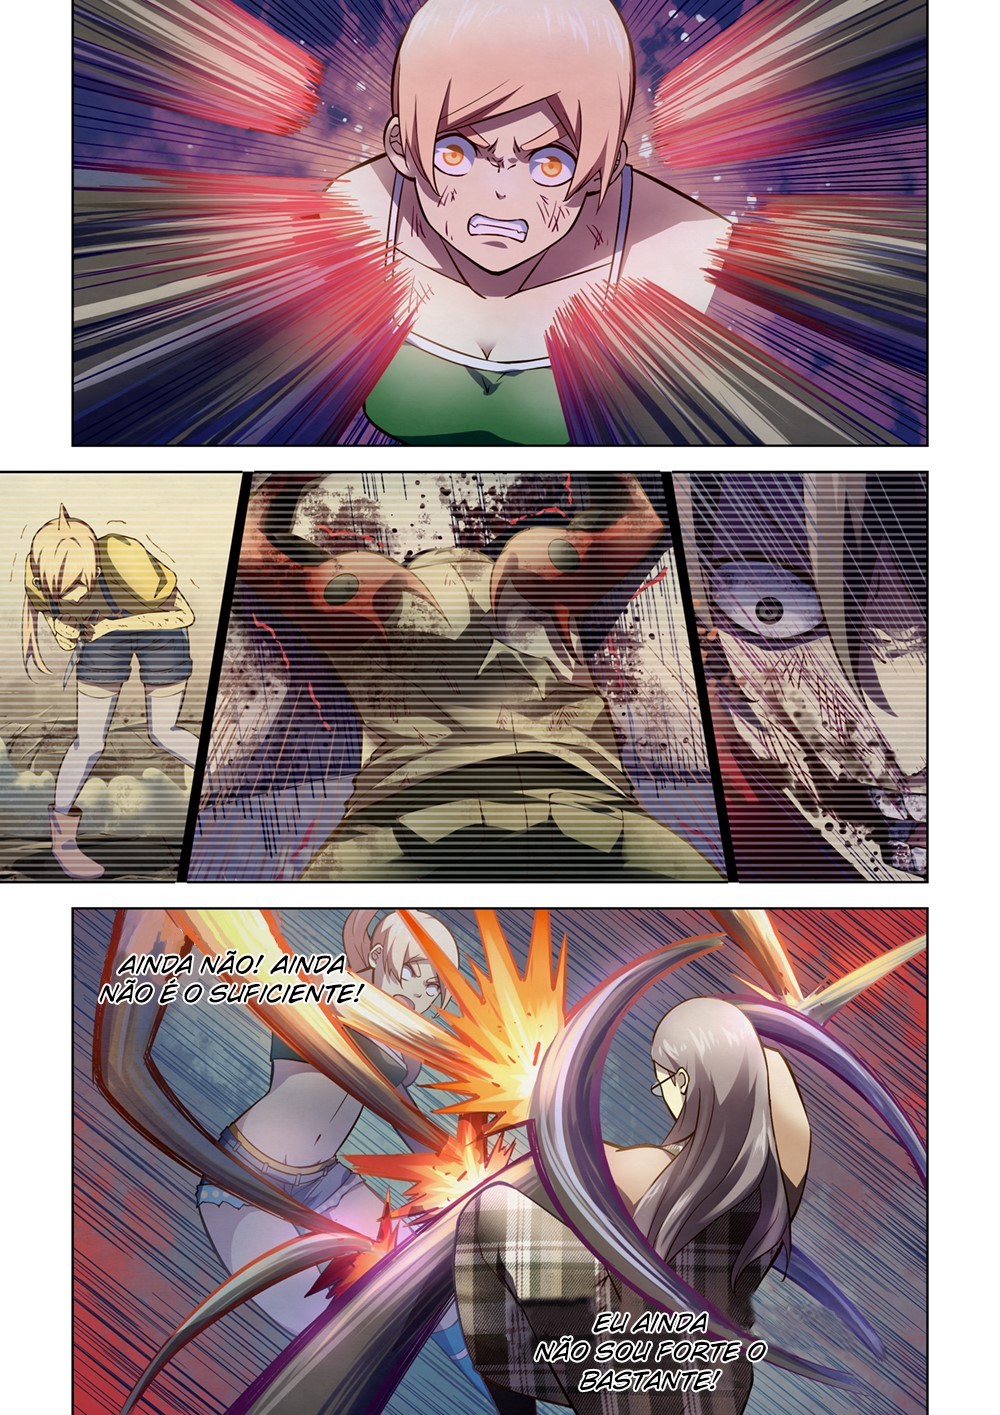 AINDA NÃO! AINDA
NÃO É O SUFICIENTE!
EU AINDA
NÃO SOU FORTE O
BASTANTE!